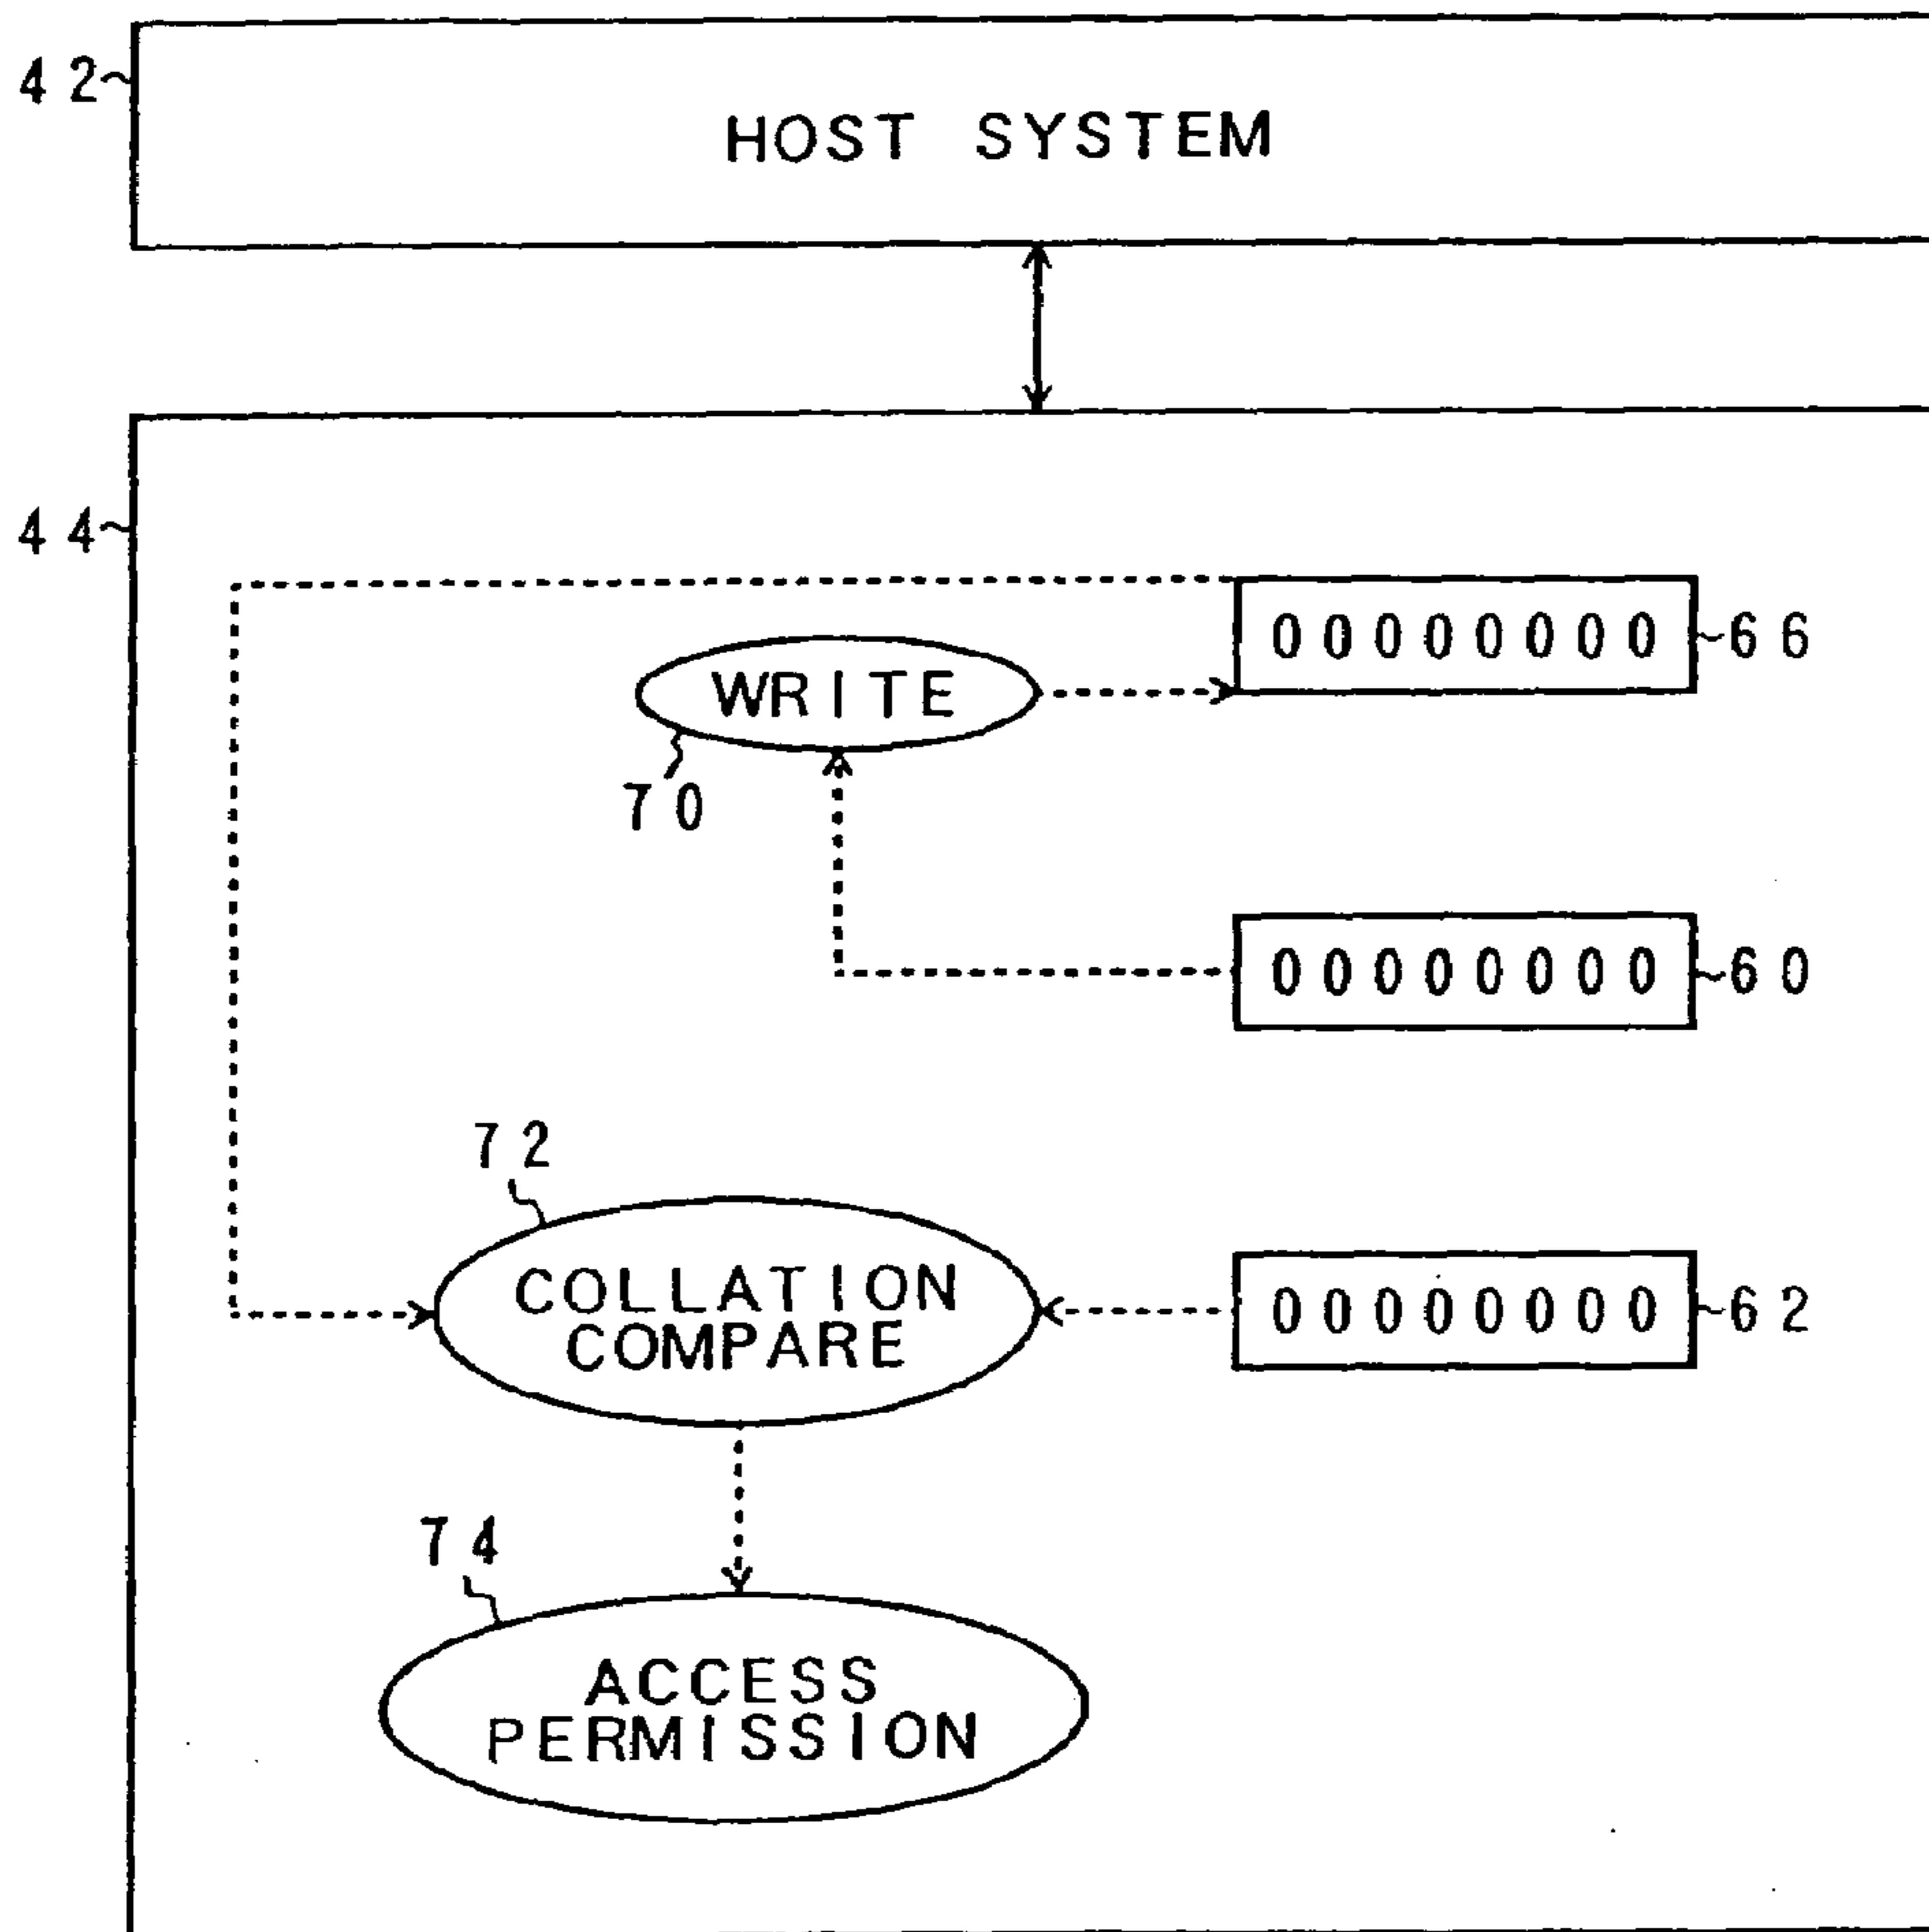 42
HOST SYSTEM
44
00000000 66
WRITE
70
00000000 60
72
COLLATION
COMPARE
00000000 62
74
ACCESS
PERMISSION